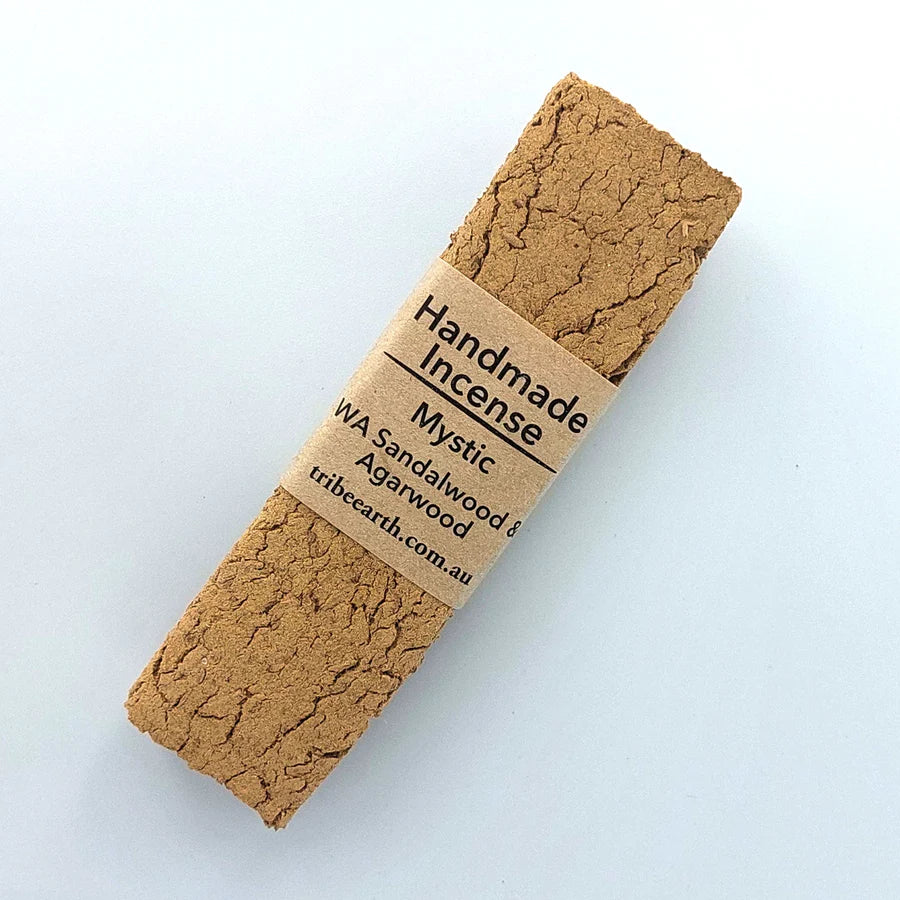 Handmade
Incense
Mystic
WA Sandalwood &
Agarwood
tribeearth.com.au